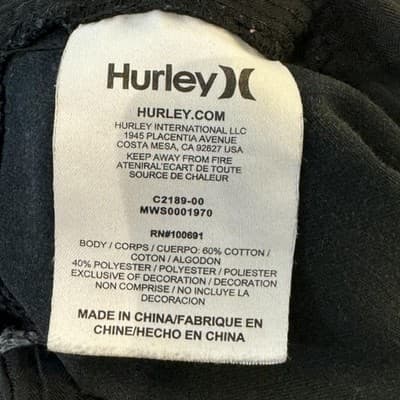 Hurley
HURLEY.COM
HURLEY INTERNATIONAL LLC
1945 PLACENTIA AVENUE
COSTA MESA, CA 92627 USA
KEEP AWAY FROM FIRE
ATENIRAL'ECART DE TOUTE
SOURCE DE CHALEUR
C2189-00
MWS0001970
RN#100691
BODY / CORPS / CUERPO: 60% COTTON /
COTON / ALGODON
40% POLYESTER / POLYESTER / POLIESTER
EXCLUSIVE OF DECORATION / DECORATION
NON COMPRISE / NO INCLUYE LA
DECORACION
MADE IN CHINA/FABRIQUE EN
CHINE/HECHO EN CHINA